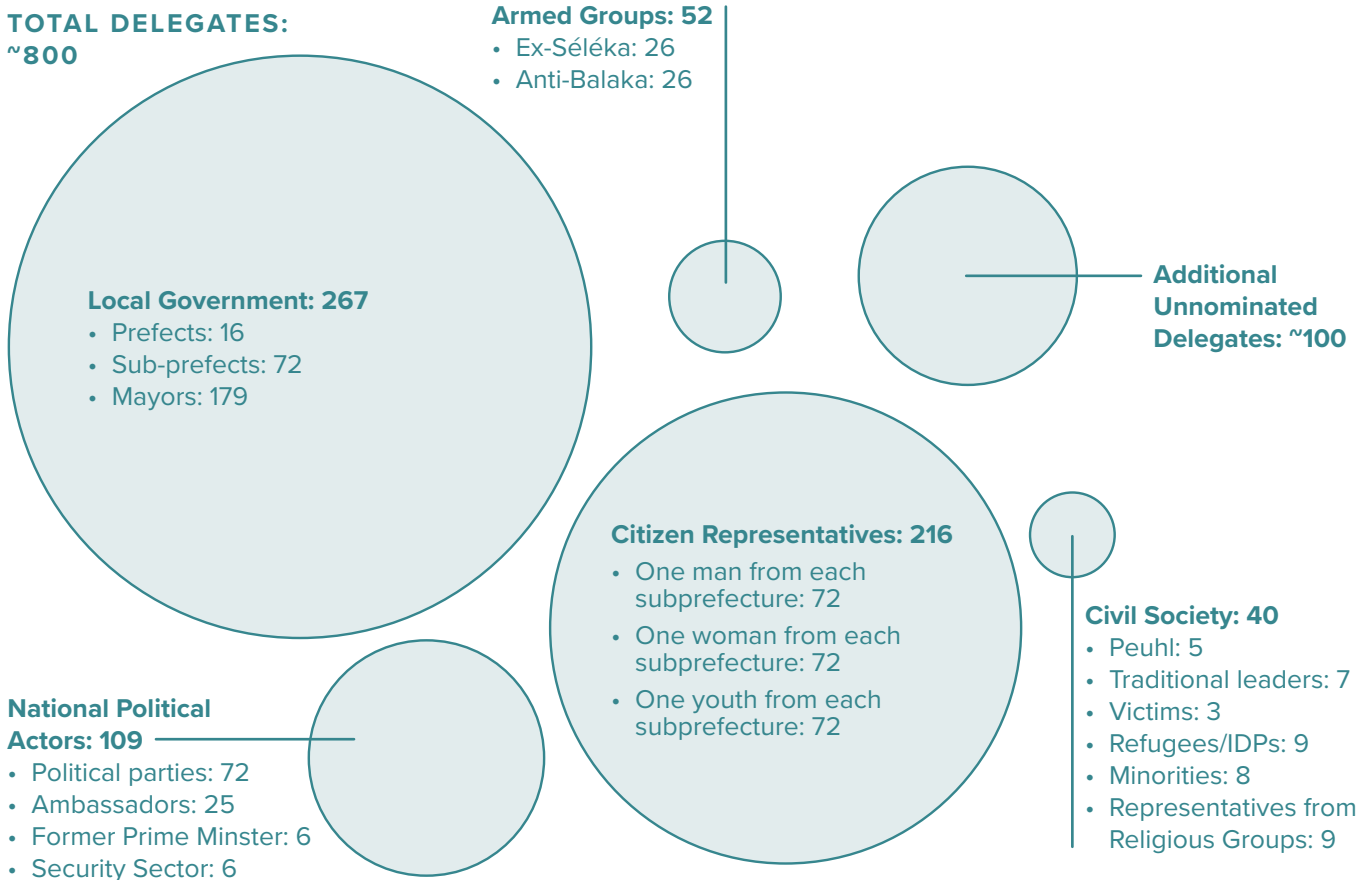 TOTAL DELEGATES:
~800
Armed Groups: 52
• Ex-Séléka: 26
• Anti-Balaka: 26
Local Government: 267
• Prefects: 16
• Sub-prefects: 72
• Mayors: 179
Additional
Unnominated
Delegates: ~100
Citizen Representatives: 216
• One man from each
subprefecture: 72
• One woman from each
subprefecture: 72
• One youth from each
subprefecture: 72
Civil Society: 40
• Peuhl: 5
• Traditional leaders: 7
• Victims: 3
• Refugees/IDPs: 9
• Minorities: 8
• Representatives from
Religious Groups: 9
National Political
Actors: 109
• Political parties: 72
• Ambassadors: 25
• Former Prime Minster: 6
• Security Sector: 6